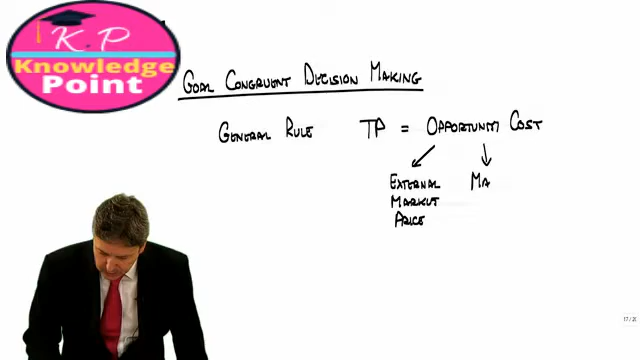 K.P
Knowledge
Point
GOAL CONGRUENT DECISION MAKING
GENERAL RULE TP = OPPORTUNITY COST
EXTERNAL MA
MARKET
PRICE
17/20